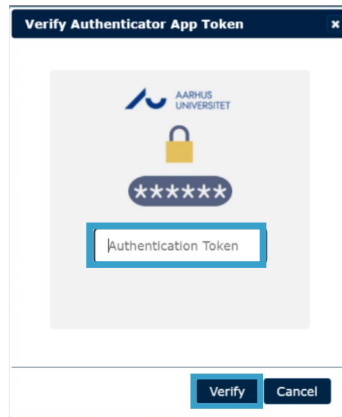 Verify Authenticator App Token
×
AARHUS
UNIVERSITET
******
Authentication Token
Verify Cancel